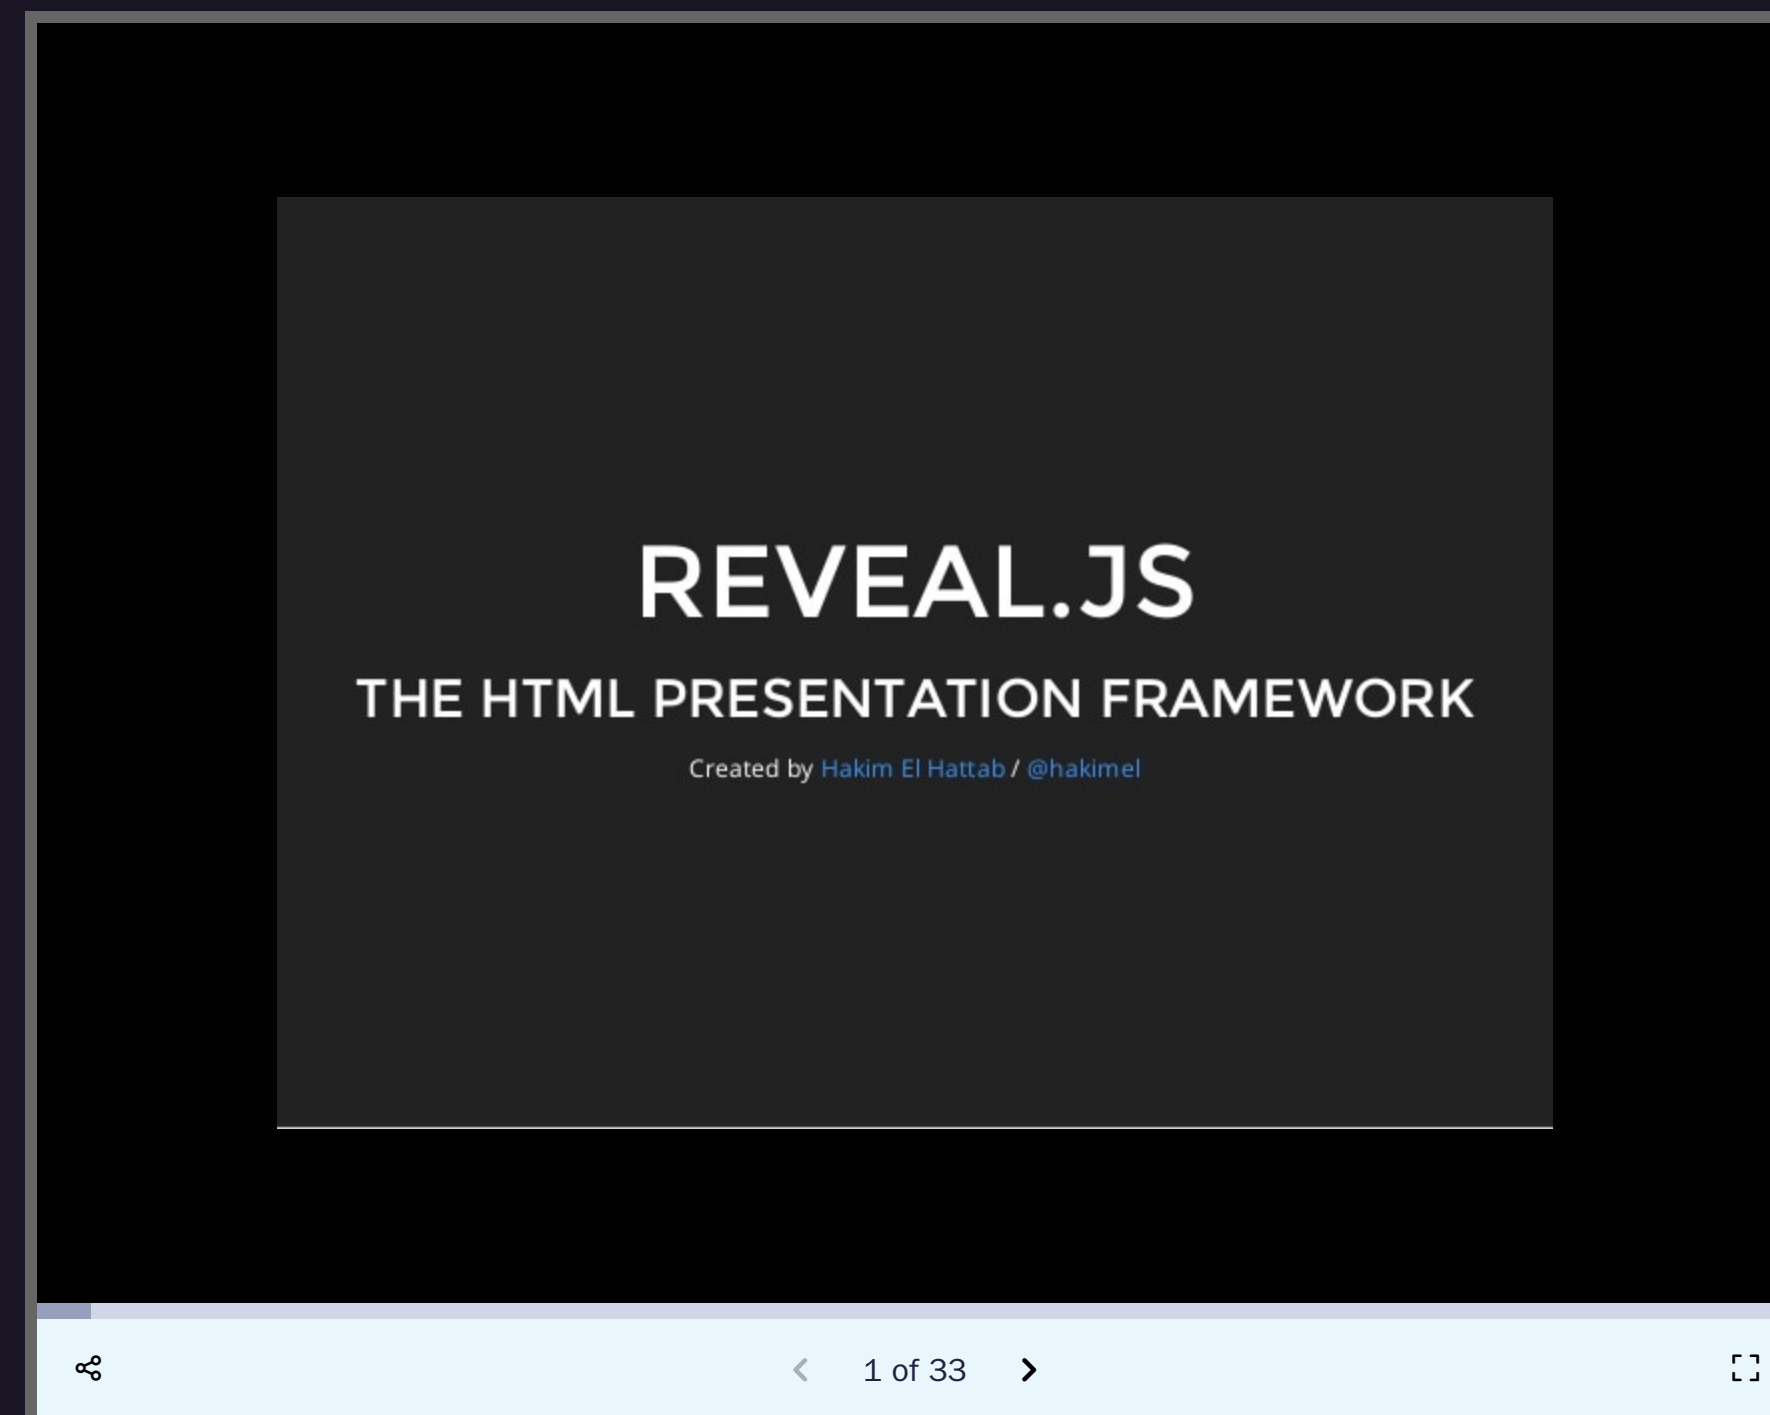 REVEAL.JS
THE HTML PRESENTATION FRAMEWORK
Created by Hakim El Hattab / @hakimel
1 of 33